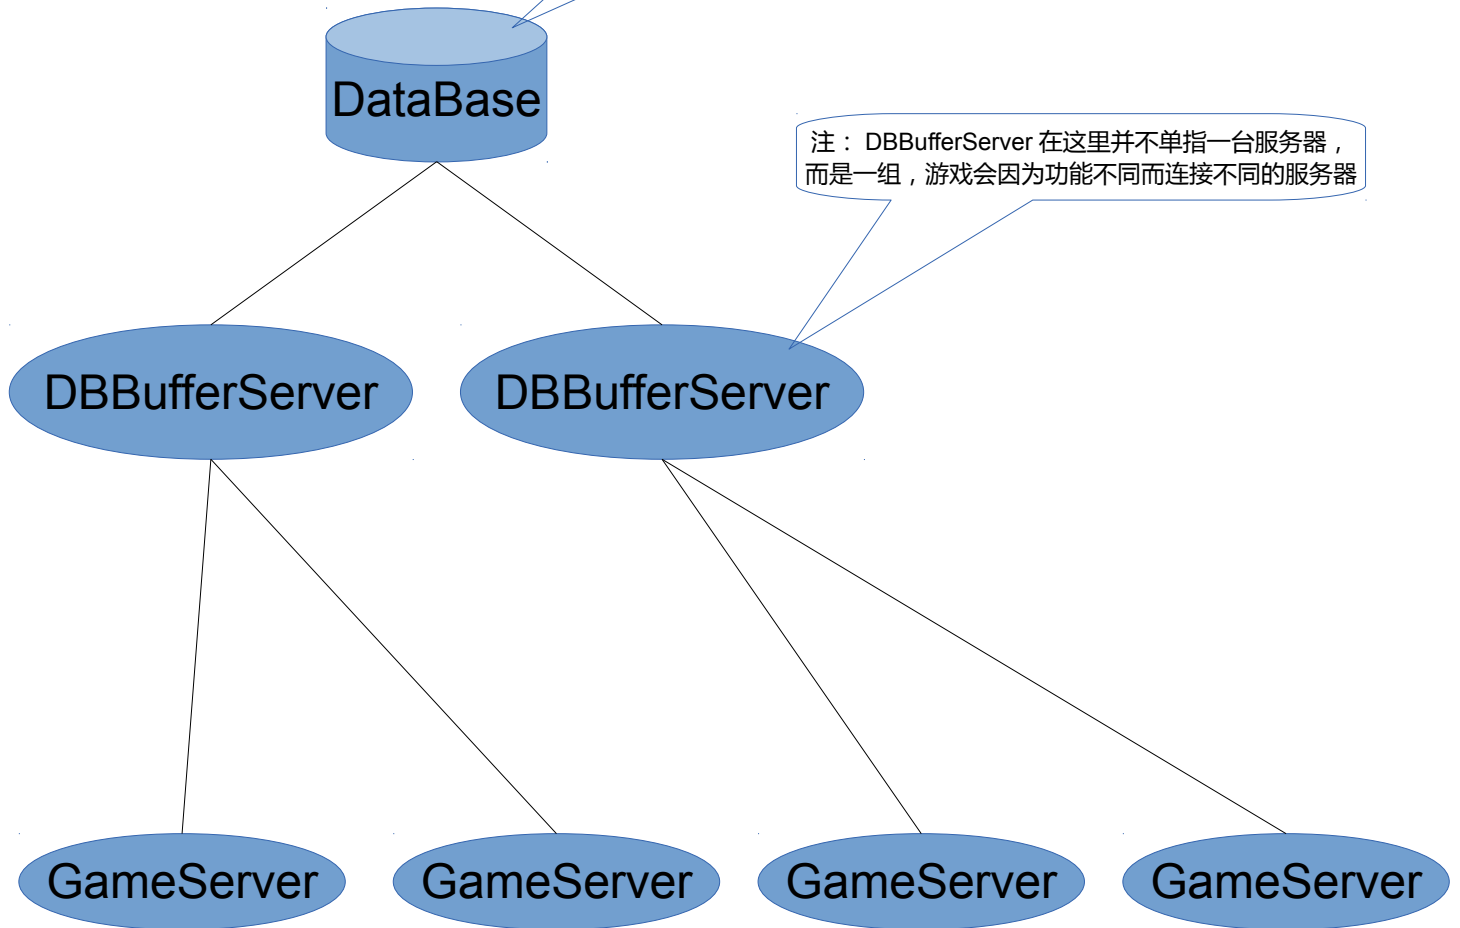 DataBase
注： DBBufferServer 在这里并不单指一台服务器，
而是一组，游戏会因为功能不同而连接不同的服务器
DBBufferServer
DBBufferServer
GameServer
GameServer
GameServer
GameServer